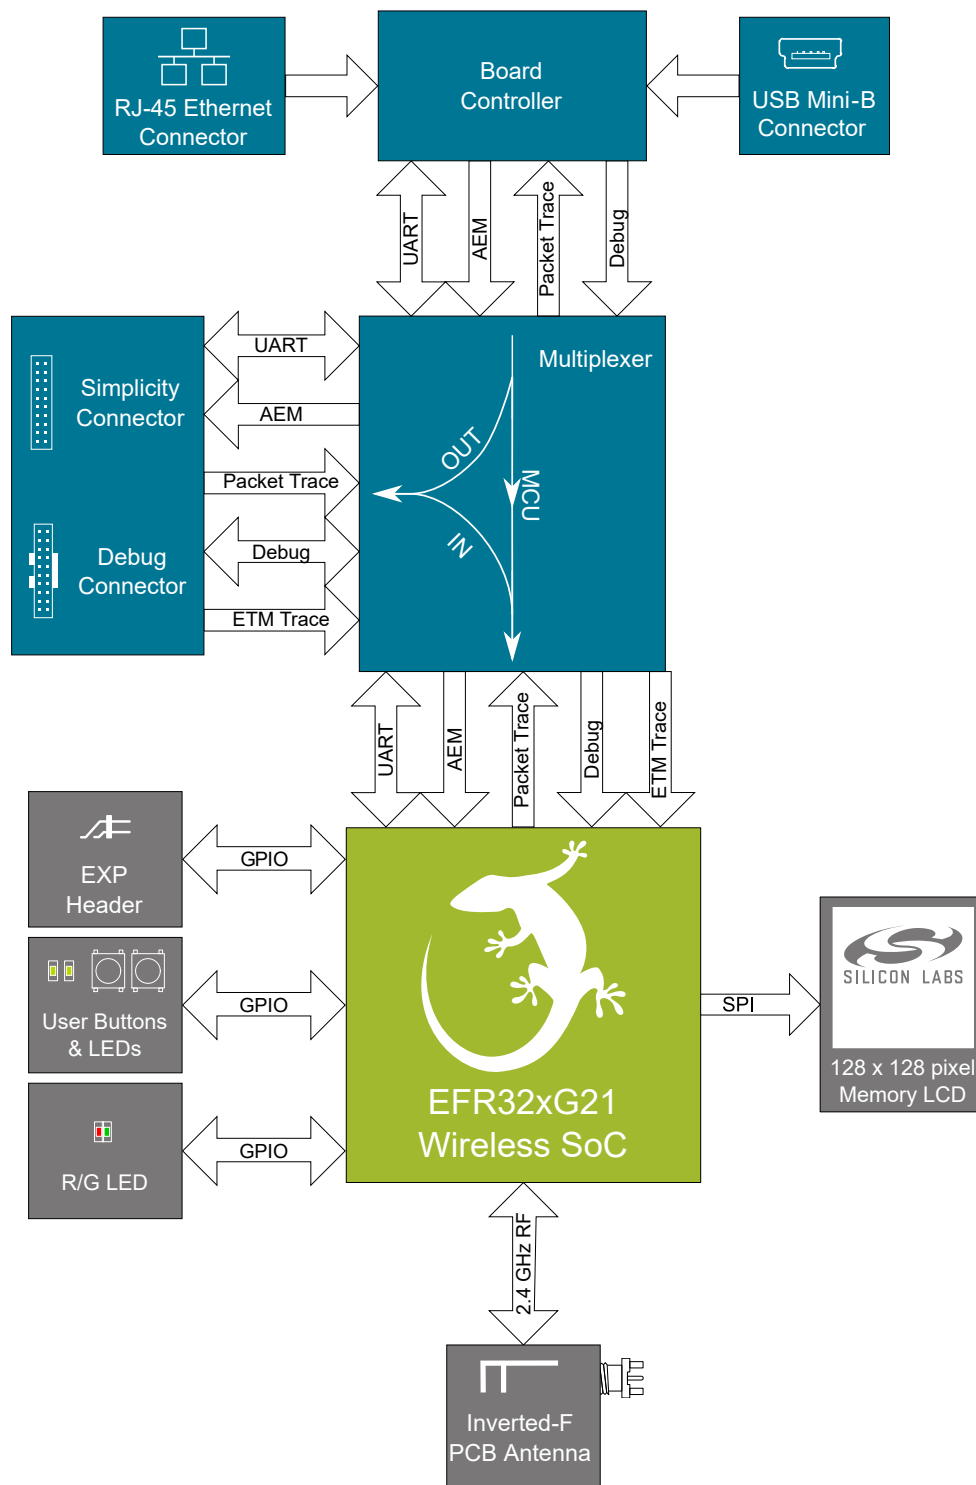 RJ-45 Ethernet
Connector
Board
Controller
USB Mini-B
Connector
UART
AEM
Packet Trace
Debug
Simplicity
Connector
Debug
Connector
UART
AEM
Packet Trace
Debug
ETM Trace
Multiplexer
OUT
MCU
IN
UART
AEM
Packet Trace
Debug
ETM Trace
EXP
Header
GPIO
User Buttons
& LEDs
GPIO
R/G LED
GPIO
EFR32xG21
Wireless SoC
SPI
SILICON LABS
128 x 128 pixel
Memory LCD
2.4 GHz RF
Inverted-F
PCB Antenna